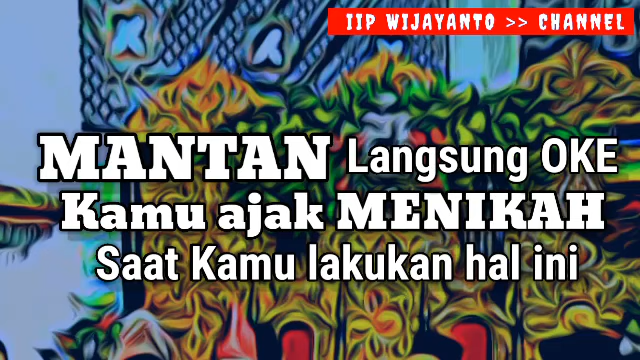 IIP WIJAYANTO >> CHANNEL
MANTAN Langsung OKE
Kamu ajak MENIKAH
Saat Kamu lakukan hal ini